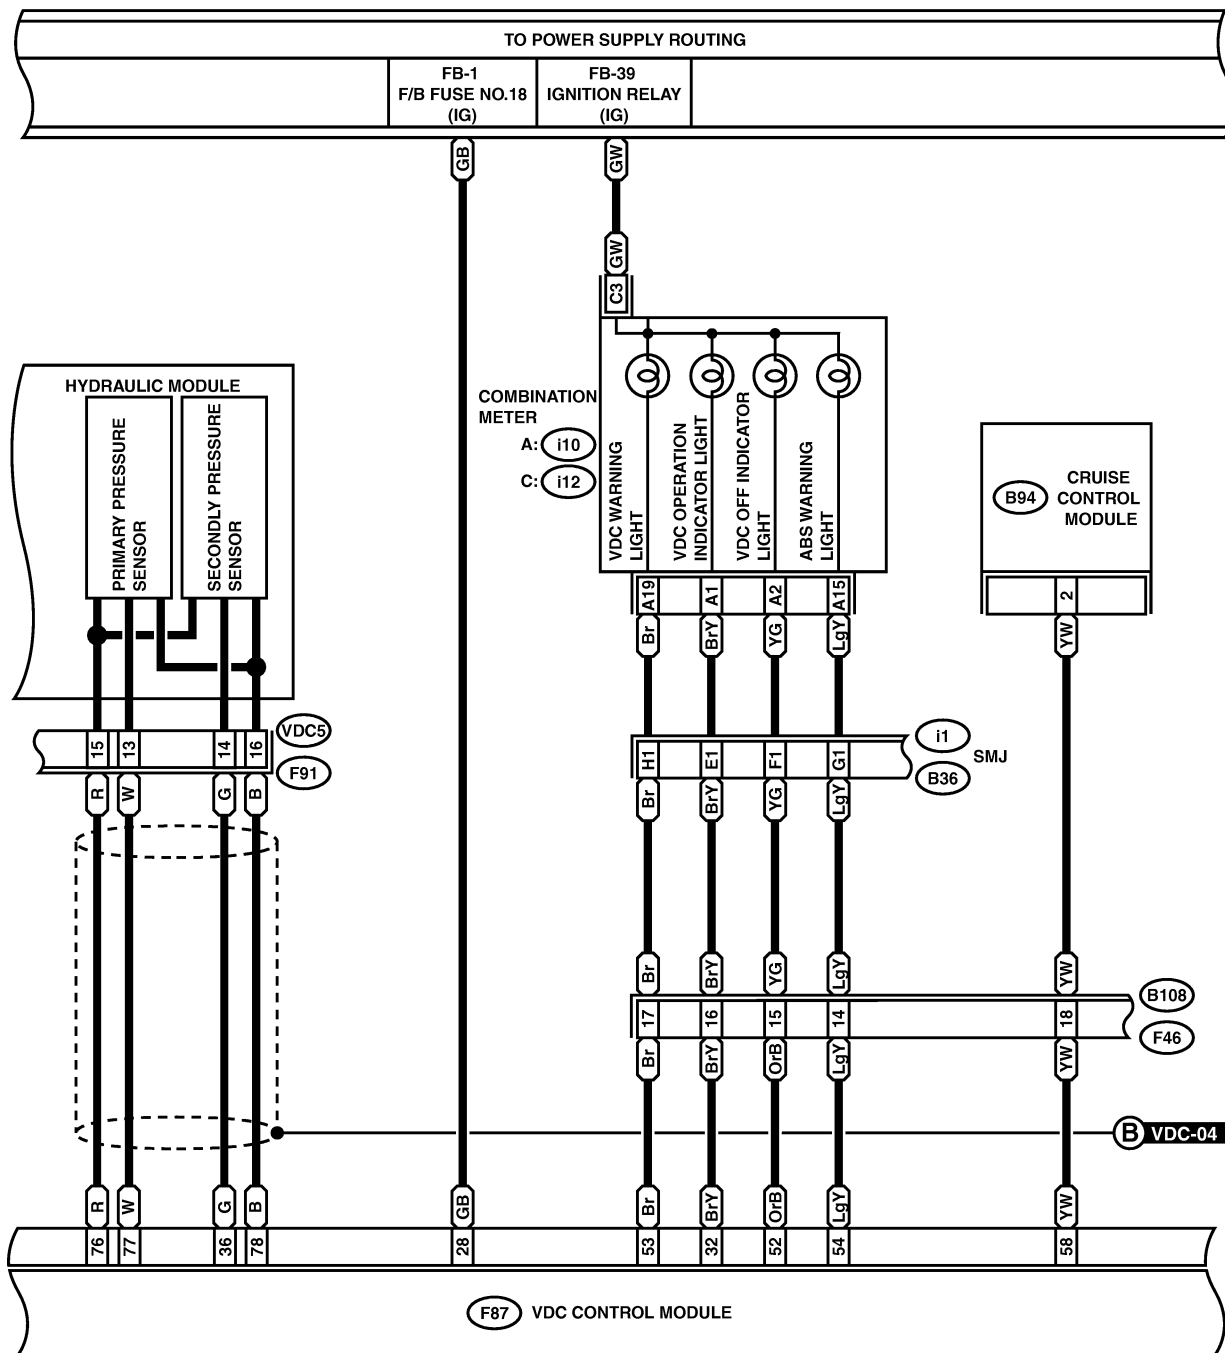 TO POWER SUPPLY ROUTING
FB-1
F/B FUSE NO.18
(IG)
FB-39
IGNITION RELAY
(IG)
GB
GW
GW
C3
HYDRAULIC MODULE
PRIMARY PRESSURE
SENSOR
SECONDLY PRESSURE
SENSOR
COMBINATION
METER
A: i10
C: i12
VDC WARNING
LIGHT
VDC OPERATION
INDICATOR LIGHT
VDC OFF INDICATOR
LIGHT
ABS WARNING
LIGHT
B94
CRUISE
CONTROL
MODULE
A19 A1 A2 A15
2
Br BrY YG LgY
YW
VDC5
15 13 14 16
F91
R W G B
i1
SMJ
H1 E1 F1 G1
B36
Br BrY YG LgY
Br BrY YG LgY
YW
B108
17 16 15 14 18
F46
Br BrY OrB LgY YW
B VDC-04
R W G B GB Br BrY OrB LgY YW
76 77 36 78 28 53 32 52 54 58
F87 VDC CONTROL MODULE